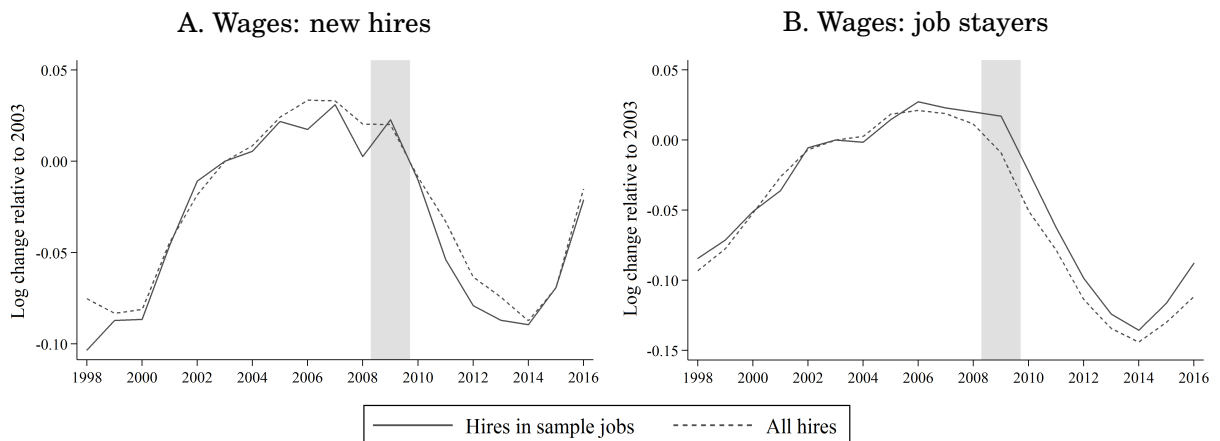 A. Wages: new hires
Log change relative to 2003
0.05
0.00
-0.05
-0.10
1998 2000 2002 2004 2006 2008 2010 2012 2014 2016
B. Wages: job stayers
Log change relative to 2003
0.05
0.00
-0.05
-0.10
-0.15
1998 2000 2002 2004 2006 2008 2010 2012 2014 2016
Hires in sample jobs All hires